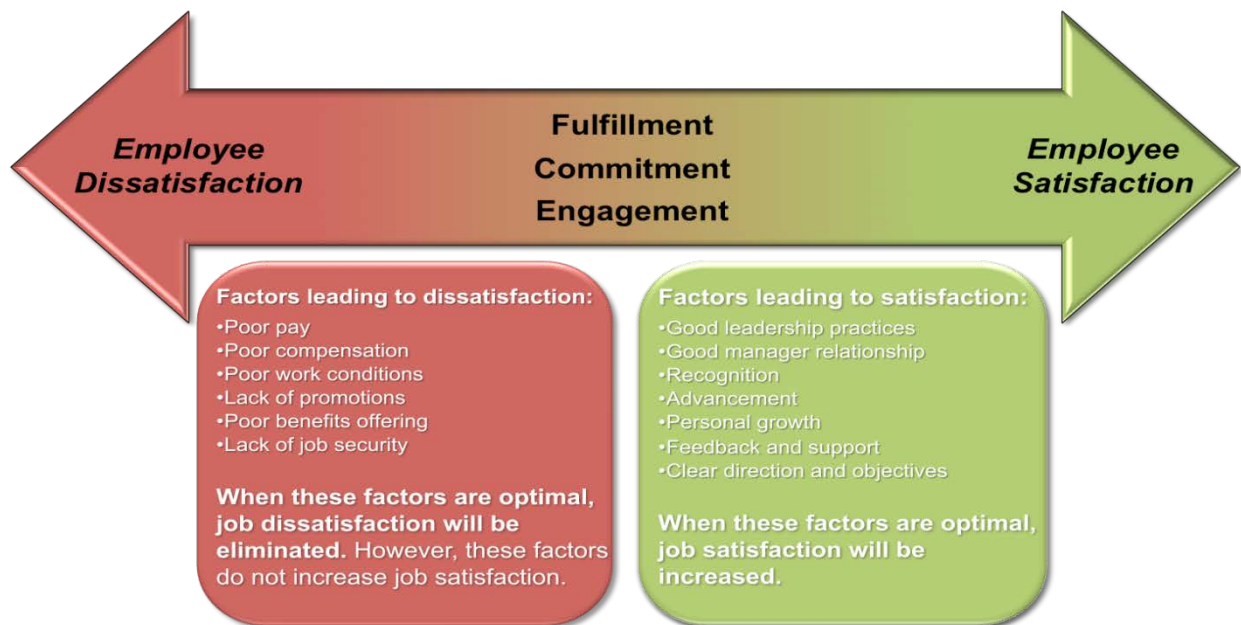 Employee
Dissatisfaction
Fulfillment
Commitment
Engagement
Employee
Satisfaction
Factors leading to dissatisfaction:
•Poor pay
•Poor compensation
•Poor work conditions
•Lack of promotions
•Poor benefits offering
•Lack of job security
When these factors are optimal,
job dissatisfaction will be
eliminated. However, these factors
do not increase job satisfaction.
Factors leading to satisfaction:
•Good leadership practices
•Good manager relationship
•Recognition
•Advancement
•Personal growth
•Feedback and support
•Clear direction and objectives
When these factors are optimal,
job satisfaction will be
increased.